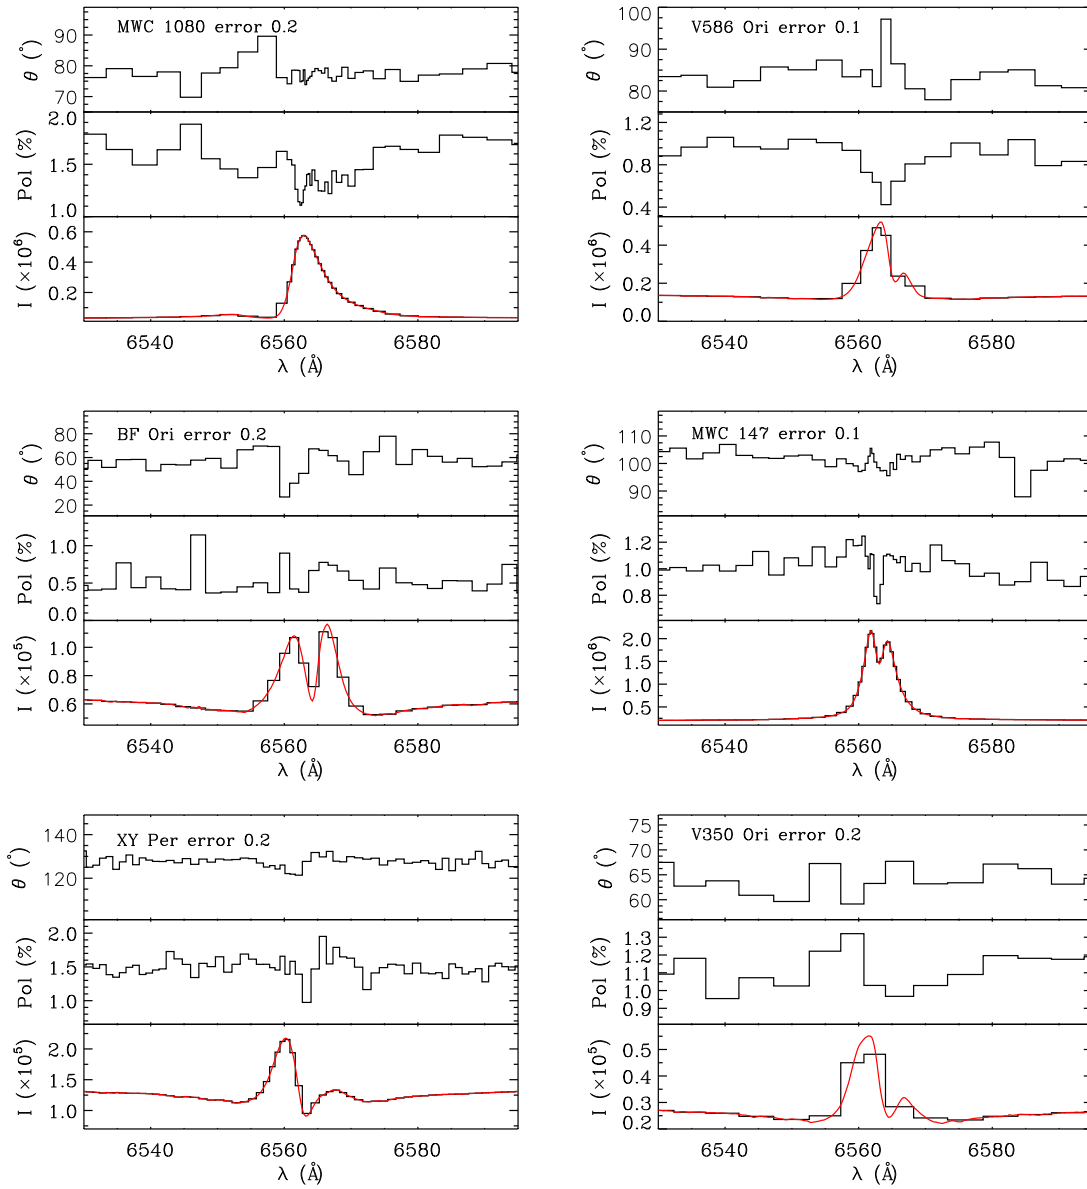 MWC 1080 error 0.2
θ (°)
90
80
70
Pol (%)
2.0
1.5
1.0
I (×10⁶)
0.6
0.4
0.2
6540 6560 6580
λ (Å)
V586 Ori error 0.1
θ (°)
100
90
80
Pol (%)
1.2
0.8
0.4
I (×10⁶)
0.4
0.2
0.0
6540 6560 6580
λ (Å)
BF Ori error 0.2
θ (°)
80
60
40
20
Pol (%)
1.0
0.5
0.0
I (×10⁵)
1.0
0.8
0.6
6540 6560 6580
λ (Å)
MWC 147 error 0.1
θ (°)
110
100
90
Pol (%)
1.2
1.0
0.8
I (×10⁶)
2.0
1.5
1.0
0.5
6540 6560 6580
λ (Å)
XY Per error 0.2
θ (°)
140
120
Pol (%)
2.0
1.5
1.0
I (×10⁵)
2.0
1.5
1.0
6540 6560 6580
λ (Å)
V350 Ori error 0.2
θ (°)
75
70
65
60
Pol (%)
1.3
1.2
1.1
1.0
0.9
I (×10⁵)
0.5
0.4
0.3
0.2
6540 6560 6580
λ (Å)